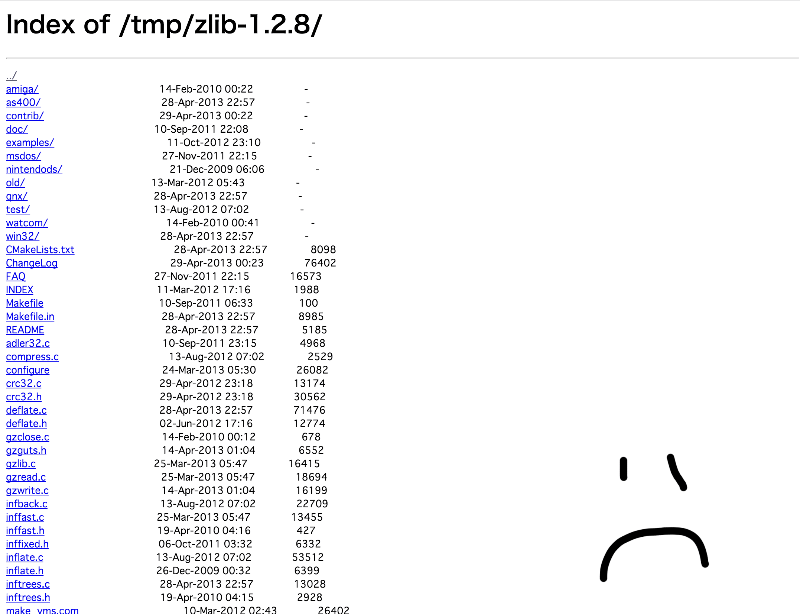 Index of /tmp/zlib-1.2.8/
../
amiga/ 14-Feb-2010 00:22 -
as400/ 28-Apr-2013 22:57 -
contrib/ 29-Apr-2013 00:22 -
doc/ 10-Sep-2011 22:08 -
examples/ 11-Oct-2012 23:10 -
msdos/ 27-Nov-2011 22:15 -
nintendods/ 21-Dec-2009 06:06 -
old/ 13-Mar-2012 05:43 -
qnx/ 28-Apr-2013 22:57 -
test/ 13-Aug-2012 07:02 -
watcom/ 14-Feb-2010 00:41 -
win32/ 28-Apr-2013 22:57 -
CMakeLists.txt 28-Apr-2013 22:57 8098
ChangeLog 29-Apr-2013 00:23 76402
FAQ 27-Nov-2011 22:15 16573
INDEX 11-Mar-2012 17:16 1988
Makefile 10-Sep-2011 06:33 100
Makefile.in 28-Apr-2013 22:57 8985
README 28-Apr-2013 22:57 5185
adler32.c 10-Sep-2011 23:15 4968
compress.c 13-Aug-2012 07:02 2529
configure 24-Mar-2013 05:30 26082
crc32.c 29-Apr-2012 23:18 13174
crc32.h 29-Apr-2012 23:18 30562
deflate.c 28-Apr-2013 22:57 71476
deflate.h 02-Jun-2012 17:16 12774
gzclose.c 14-Feb-2010 00:12 678
gzguts.h 14-Apr-2013 01:04 6552
gzlib.c 25-Mar-2013 05:47 16415
gzread.c 25-Mar-2013 05:47 18694
gzwrite.c 14-Apr-2013 01:04 16199
infback.c 13-Aug-2012 07:02 22709
inffast.c 25-Mar-2013 05:47 13455
inffast.h 19-Apr-2010 04:16 427
inffixed.h 06-Oct-2011 03:32 6332
inflate.c 13-Aug-2012 07:02 53512
inflate.h 26-Dec-2009 00:32 6399
inftrees.c 28-Apr-2013 22:57 13028
inftrees.h 19-Apr-2010 04:15 2928
make_vms.com 10-Mar-2012 02:43 26402